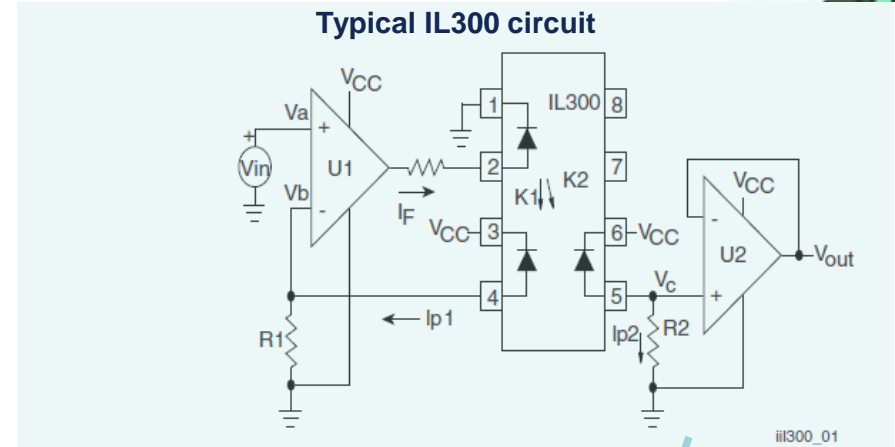 Typical IL300 circuit
VCC
Va
+
+
Vin
U1
Vb
-
IF
R1
Ip1
VCC
1
2
3
4
IL300
8
7
6
5
K1
K2
VCC
VC
Ip2
R2
VCC
-
U2
+
Vout
iil300_01